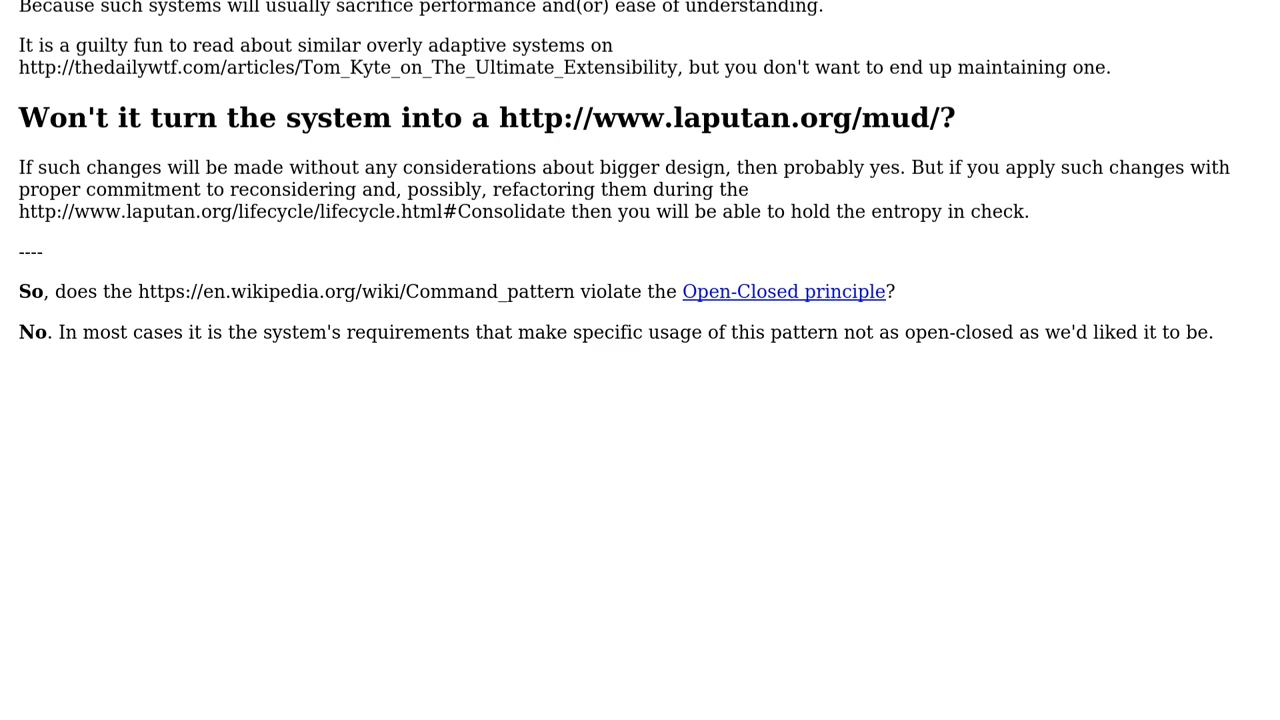 Because such systems will usually sacrifice performance and(or) ease of understanding.
It is a guilty fun to read about similar overly adaptive systems on
http://thedailywtf.com/articles/Tom_Kyte_on_The_Ultimate_Extensibility, but you don't want to end up maintaining one.
Won't it turn the system into a http://www.laputan.org/mud/?
If such changes will be made without any considerations about bigger design, then probably yes. But if you apply such changes with
proper commitment to reconsidering and, possibly, refactoring them during the
http://www.laputan.org/lifecycle/lifecycle.html#Consolidate then you will be able to hold the entropy in check.
----
So, does the https://en.wikipedia.org/wiki/Command_pattern violate the Open-Closed principle?
No. In most cases it is the system's requirements that make specific usage of this pattern not as open-closed as we'd liked it to be.